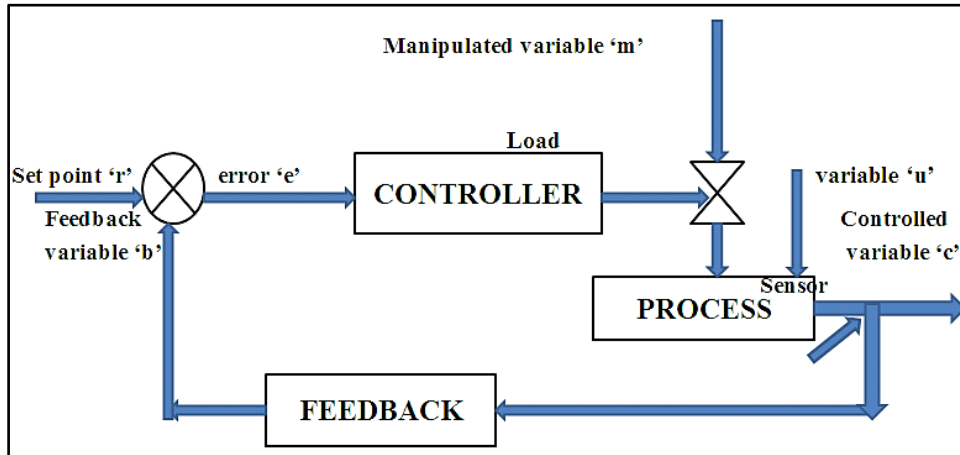 Manipulated variable ‘m’
Load
Set point ‘r’
error ‘e’
CONTROLLER
variable ‘u’
Feedback
variable ‘b’
Controlled
variable ‘c’
Sensor
PROCESS
FEEDBACK